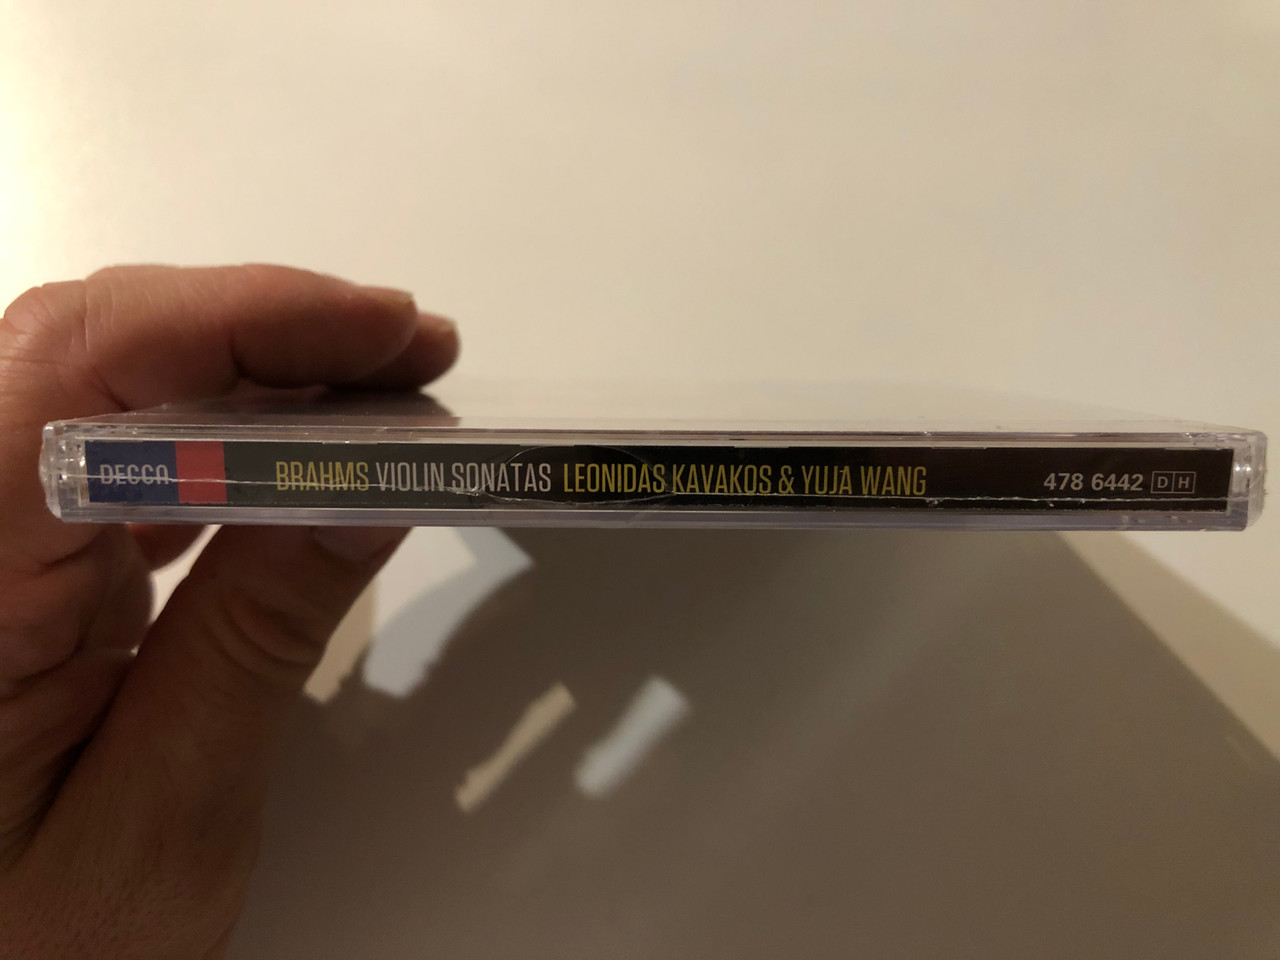 DECCA BRAHMS VIOLIN SONATAS LEONIDAS KAVAKOS & YUJA WANG 478 6442 DH